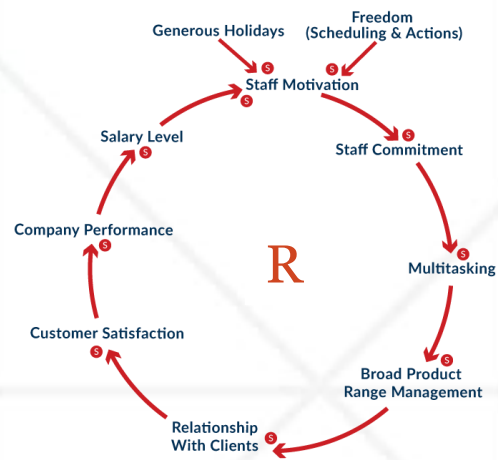 Generous Holidays
Freedom
(Scheduling & Actions)
S
S
Staff Motivation
S
Staff Commitment
S
Salary Level
S
Company Performance
S
R
Multitasking
S
Customer Satisfaction
S
Broad Product
Range Management
S
Relationship
With Clients
S